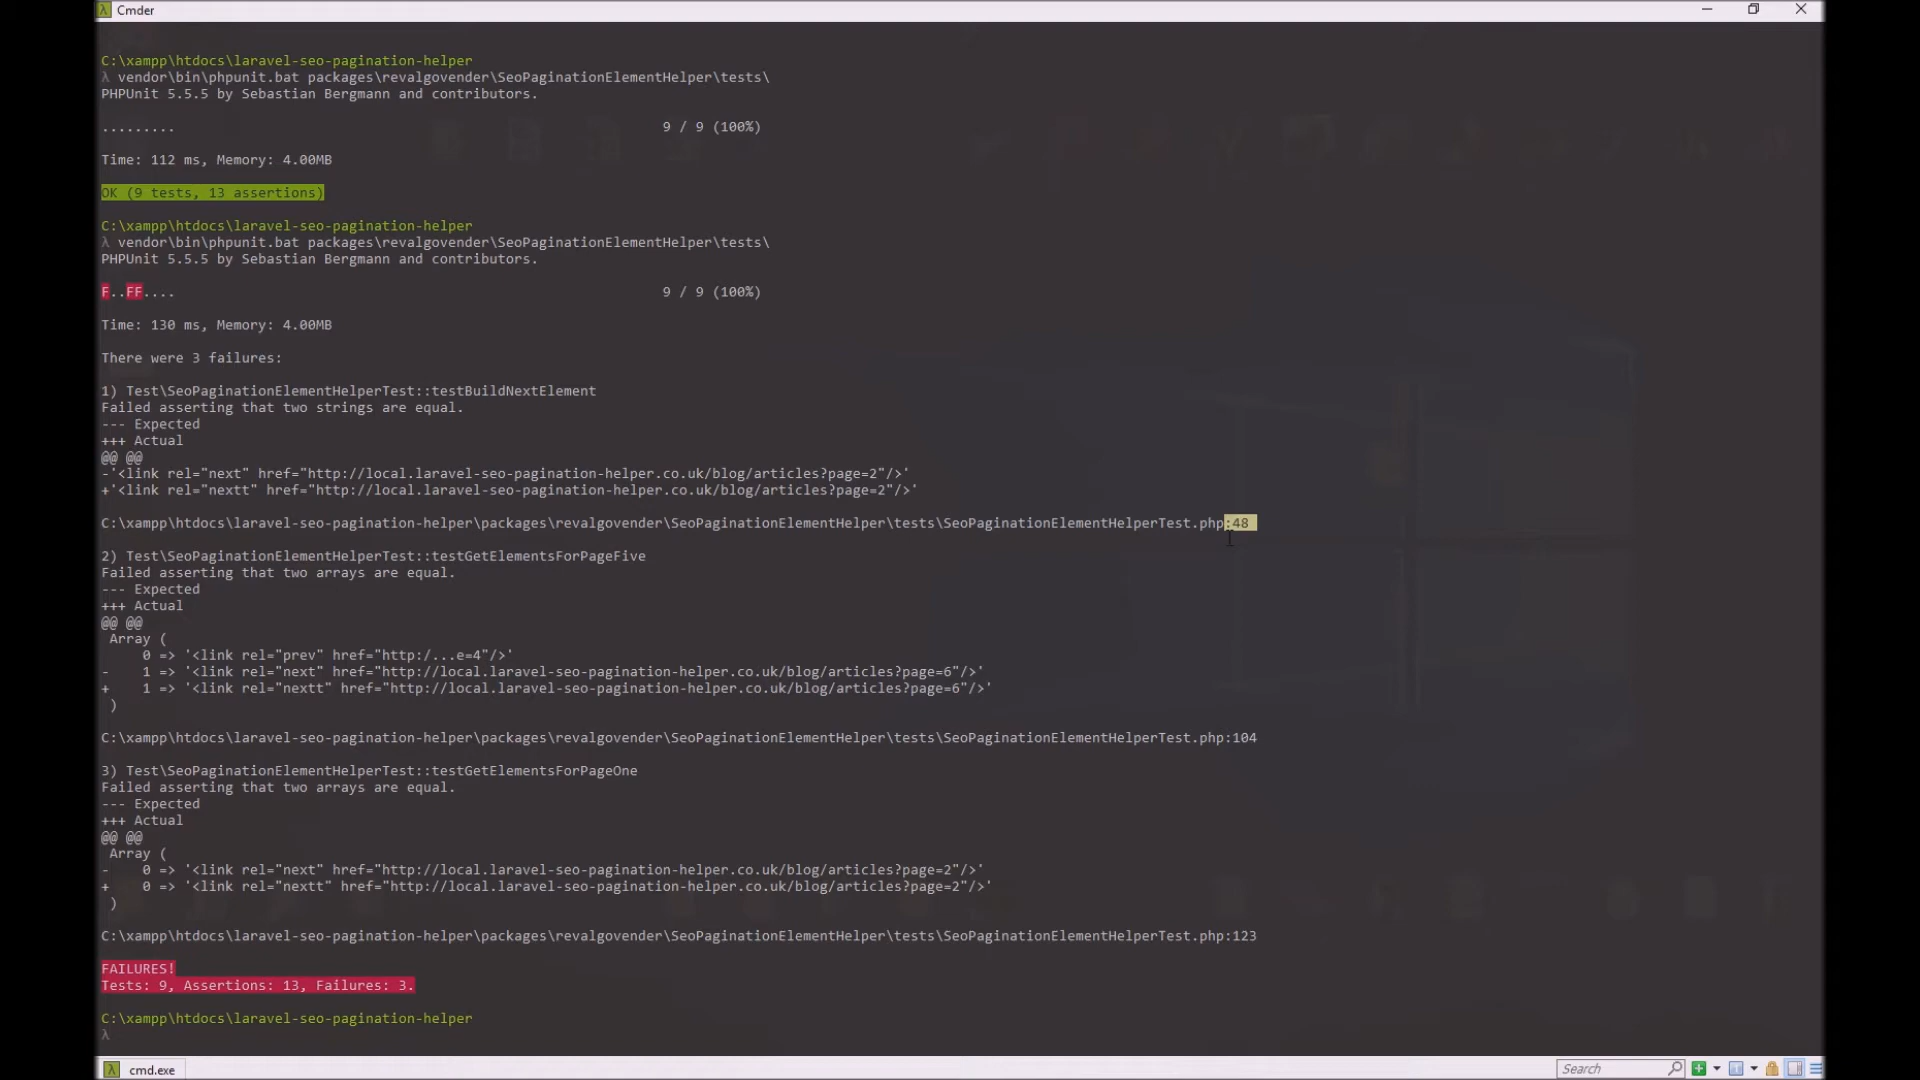 Cmder
C:\xampp\htdocs\laravel-seo-pagination-helper
λ vendor\bin\phpunit.bat packages\revalgovender\SeoPaginationElementHelper\tests\
PHPUnit 5.5.5 by Sebastian Bergmann and contributors.
......... 9 / 9 (100%)
Time: 112 ms, Memory: 4.00MB
OK (9 tests, 13 assertions)
C:\xampp\htdocs\laravel-seo-pagination-helper
λ vendor\bin\phpunit.bat packages\revalgovender\SeoPaginationElementHelper\tests\
PHPUnit 5.5.5 by Sebastian Bergmann and contributors.
F..FF.... 9 / 9 (100%)
Time: 130 ms, Memory: 4.00MB
There were 3 failures:
1) Test\SeoPaginationElementHelperTest::testBuildNextElement
Failed asserting that two strings are equal.
--- Expected
+++ Actual
@@ @@
-'<link rel="next" href="http://local.laravel-seo-pagination-helper.co.uk/blog/articles?page=2"/>'
+'<link rel="nextt" href="http://local.laravel-seo-pagination-helper.co.uk/blog/articles?page=2"/>'
C:\xampp\htdocs\laravel-seo-pagination-helper\packages\revalgovender\SeoPaginationElementHelper\tests\SeoPaginationElementHelperTest.php:48
2) Test\SeoPaginationElementHelperTest::testGetElementsForPageFive
Failed asserting that two arrays are equal.
--- Expected
+++ Actual
@@ @@
Array (
0 => '<link rel="prev" href="http:/...e=4"/>'
- 1 => '<link rel="next" href="http://local.laravel-seo-pagination-helper.co.uk/blog/articles?page=6"/>'
+ 1 => '<link rel="nextt" href="http://local.laravel-seo-pagination-helper.co.uk/blog/articles?page=6"/>'
)
C:\xampp\htdocs\laravel-seo-pagination-helper\packages\revalgovender\SeoPaginationElementHelper\tests\SeoPaginationElementHelperTest.php:104
3) Test\SeoPaginationElementHelperTest::testGetElementsForPageOne
Failed asserting that two arrays are equal.
--- Expected
+++ Actual
@@ @@
Array (
- 0 => '<link rel="next" href="http://local.laravel-seo-pagination-helper.co.uk/blog/articles?page=2"/>'
+ 0 => '<link rel="nextt" href="http://local.laravel-seo-pagination-helper.co.uk/blog/articles?page=2"/>'
)
C:\xampp\htdocs\laravel-seo-pagination-helper\packages\revalgovender\SeoPaginationElementHelper\tests\SeoPaginationElementHelperTest.php:123
FAILURES!
Tests: 9, Assertions: 13, Failures: 3.
C:\xampp\htdocs\laravel-seo-pagination-helper
λ
cmd.exe
Search